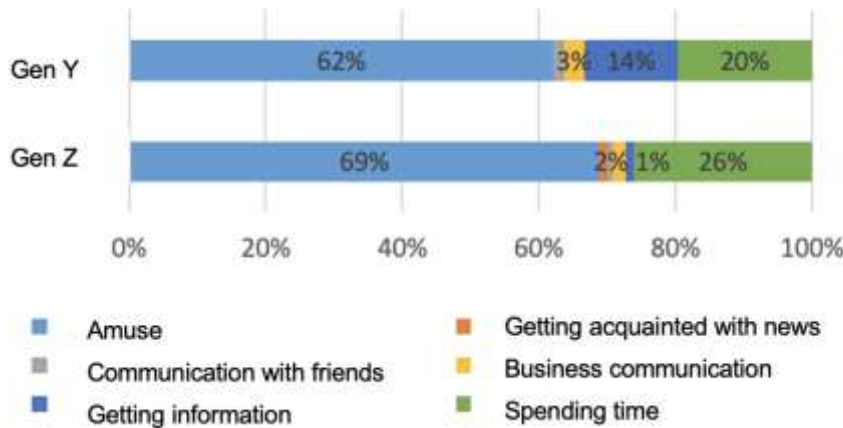 Gen Y
62% 3% 14% 20%
Gen Z
69% 2% 1% 26%
0% 20% 40% 60% 80% 100%
Amuse
Getting acquainted with news
Communication with friends
Business communication
Getting information
Spending time